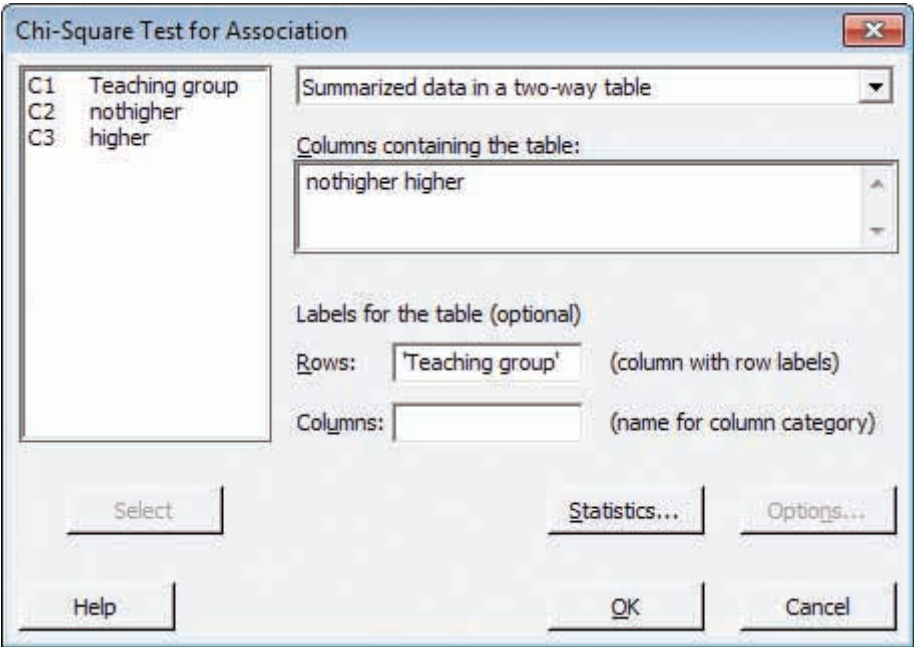 Chi-Square Test for Association
C1 Teaching group
C2 nothigher
C3 higher
Summarized data in a two-way table
Columns containing the table:
nothigher higher
Labels for the table (optional)
Rows: 'Teaching group' (column with row labels)
Columns: (name for column category)
Select
Statistics...
Options...
Help
OK
Cancel